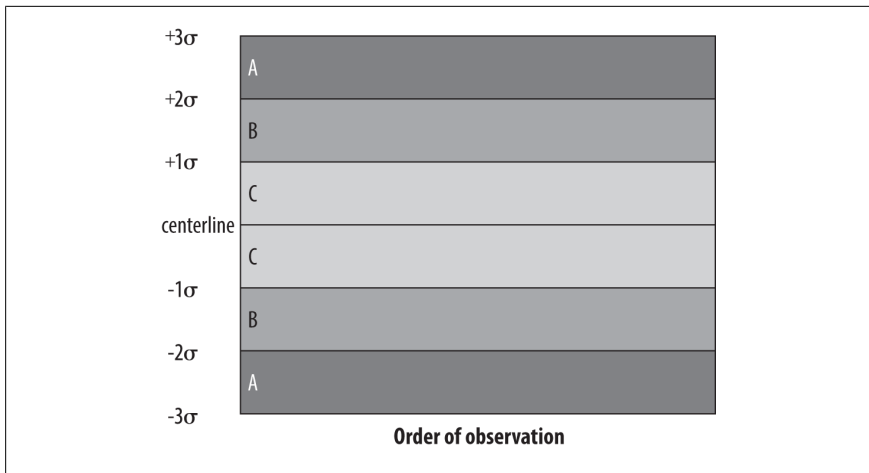 +3σ
A
+2σ
B
+1σ
C
centerline
C
-1σ
B
-2σ
A
-3σ
Order of observation